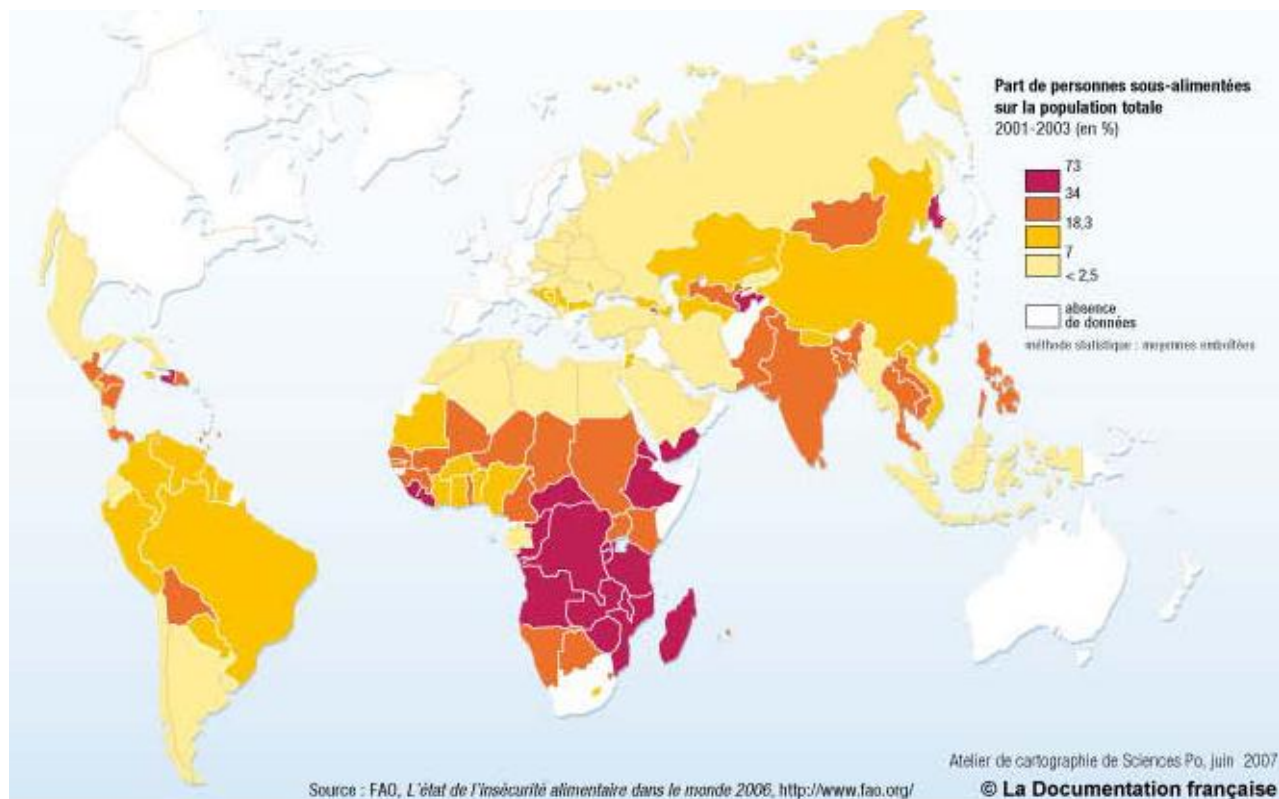 Part de personnes sous-alimentées
sur la population totale
2001-2003 (en %)
73
34
18,3
7
< 2,5
absence
de données
méthode statistique : moyennes emboîtées
Atelier de cartographie de Sciences Po, juin 2007
Source : FAO, L'état de l'insécurité alimentaire dans le monde 2006, http://www.fao.org/
© La Documentation française